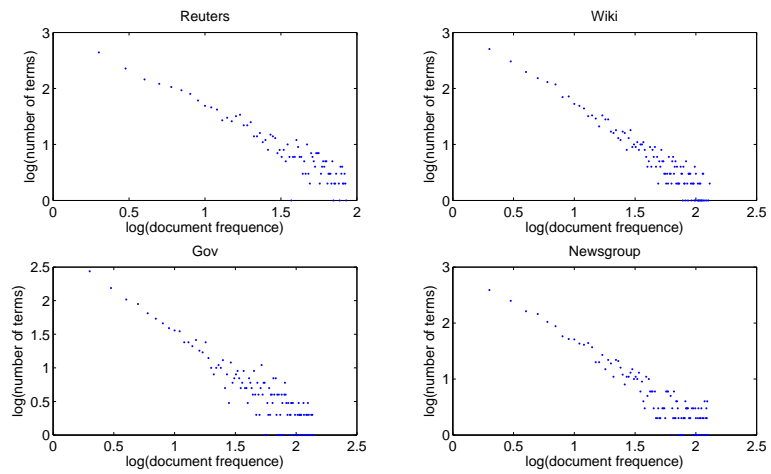 Reuters
3
2
1
0
log(number of terms)
0 0.5 1 1.5 2
log(document frequence)
Wiki
3
2
1
0
log(number of terms)
0 0.5 1 1.5 2 2.5
log(document frequence)
Gov
2.5
2
1.5
1
0.5
0
log(number of terms)
0 0.5 1 1.5 2 2.5
log(document frequence)
Newsgroup
3
2
1
0
log(number of terms)
0 0.5 1 1.5 2 2.5
log(document frequence)